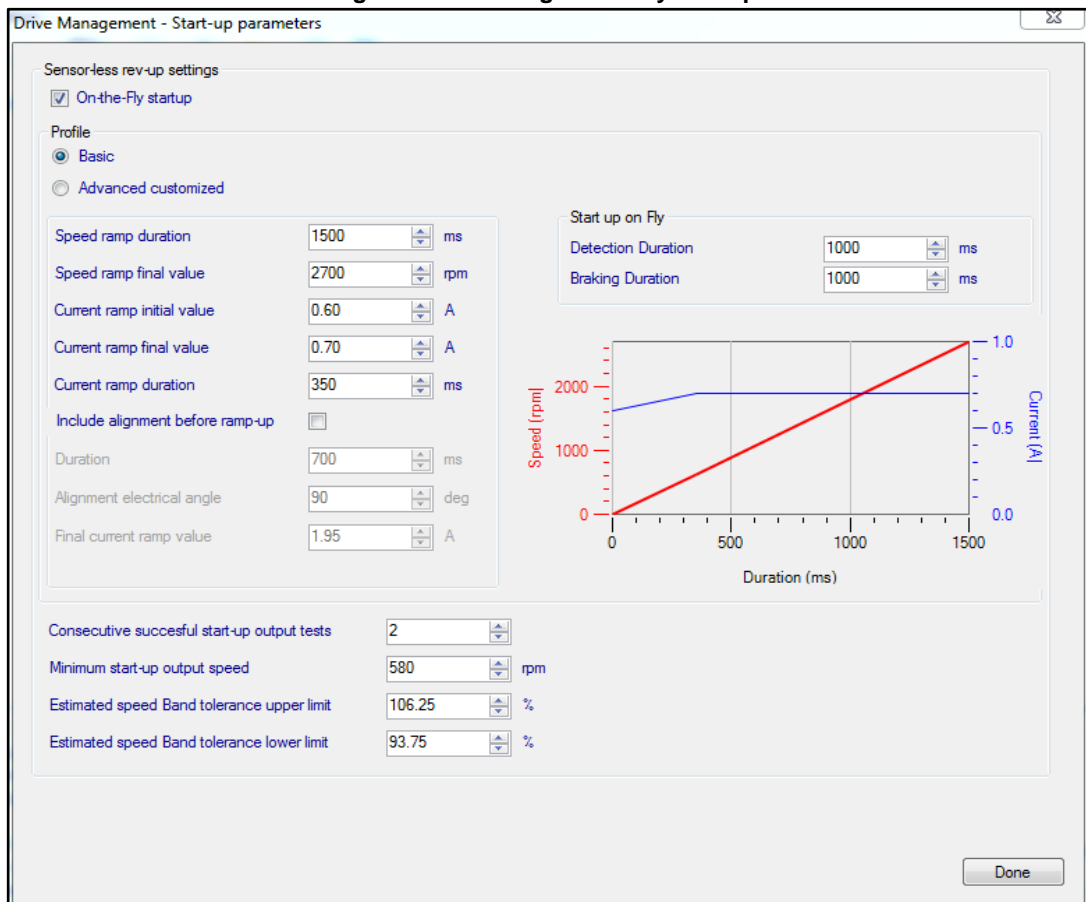 Drive Management - Start-up parameters
Sensor-less rev-up settings
On-the-Fly startup
Profile
Basic
Advanced customized
Speed ramp duration 1500 ms
Speed ramp final value 2700 rpm
Current ramp initial value 0.60 A
Current ramp final value 0.70 A
Current ramp duration 350 ms
Include alignment before ramp-up
Duration 700 ms
Alignment electrical angle 90 deg
Final current ramp value 1.95 A
Start up on Fly
Detection Duration 1000 ms
Braking Duration 1000 ms
Speed (rpm)
2000
1000
0
1.0
0.5
0.0
Current (A)
0 500 1000 1500
Duration (ms)
Consecutive succesful start-up output tests 2
Minimum start-up output speed 580 rpm
Estimated speed Band tolerance upper limit 106.25 %
Estimated speed Band tolerance lower limit 93.75 %
Done